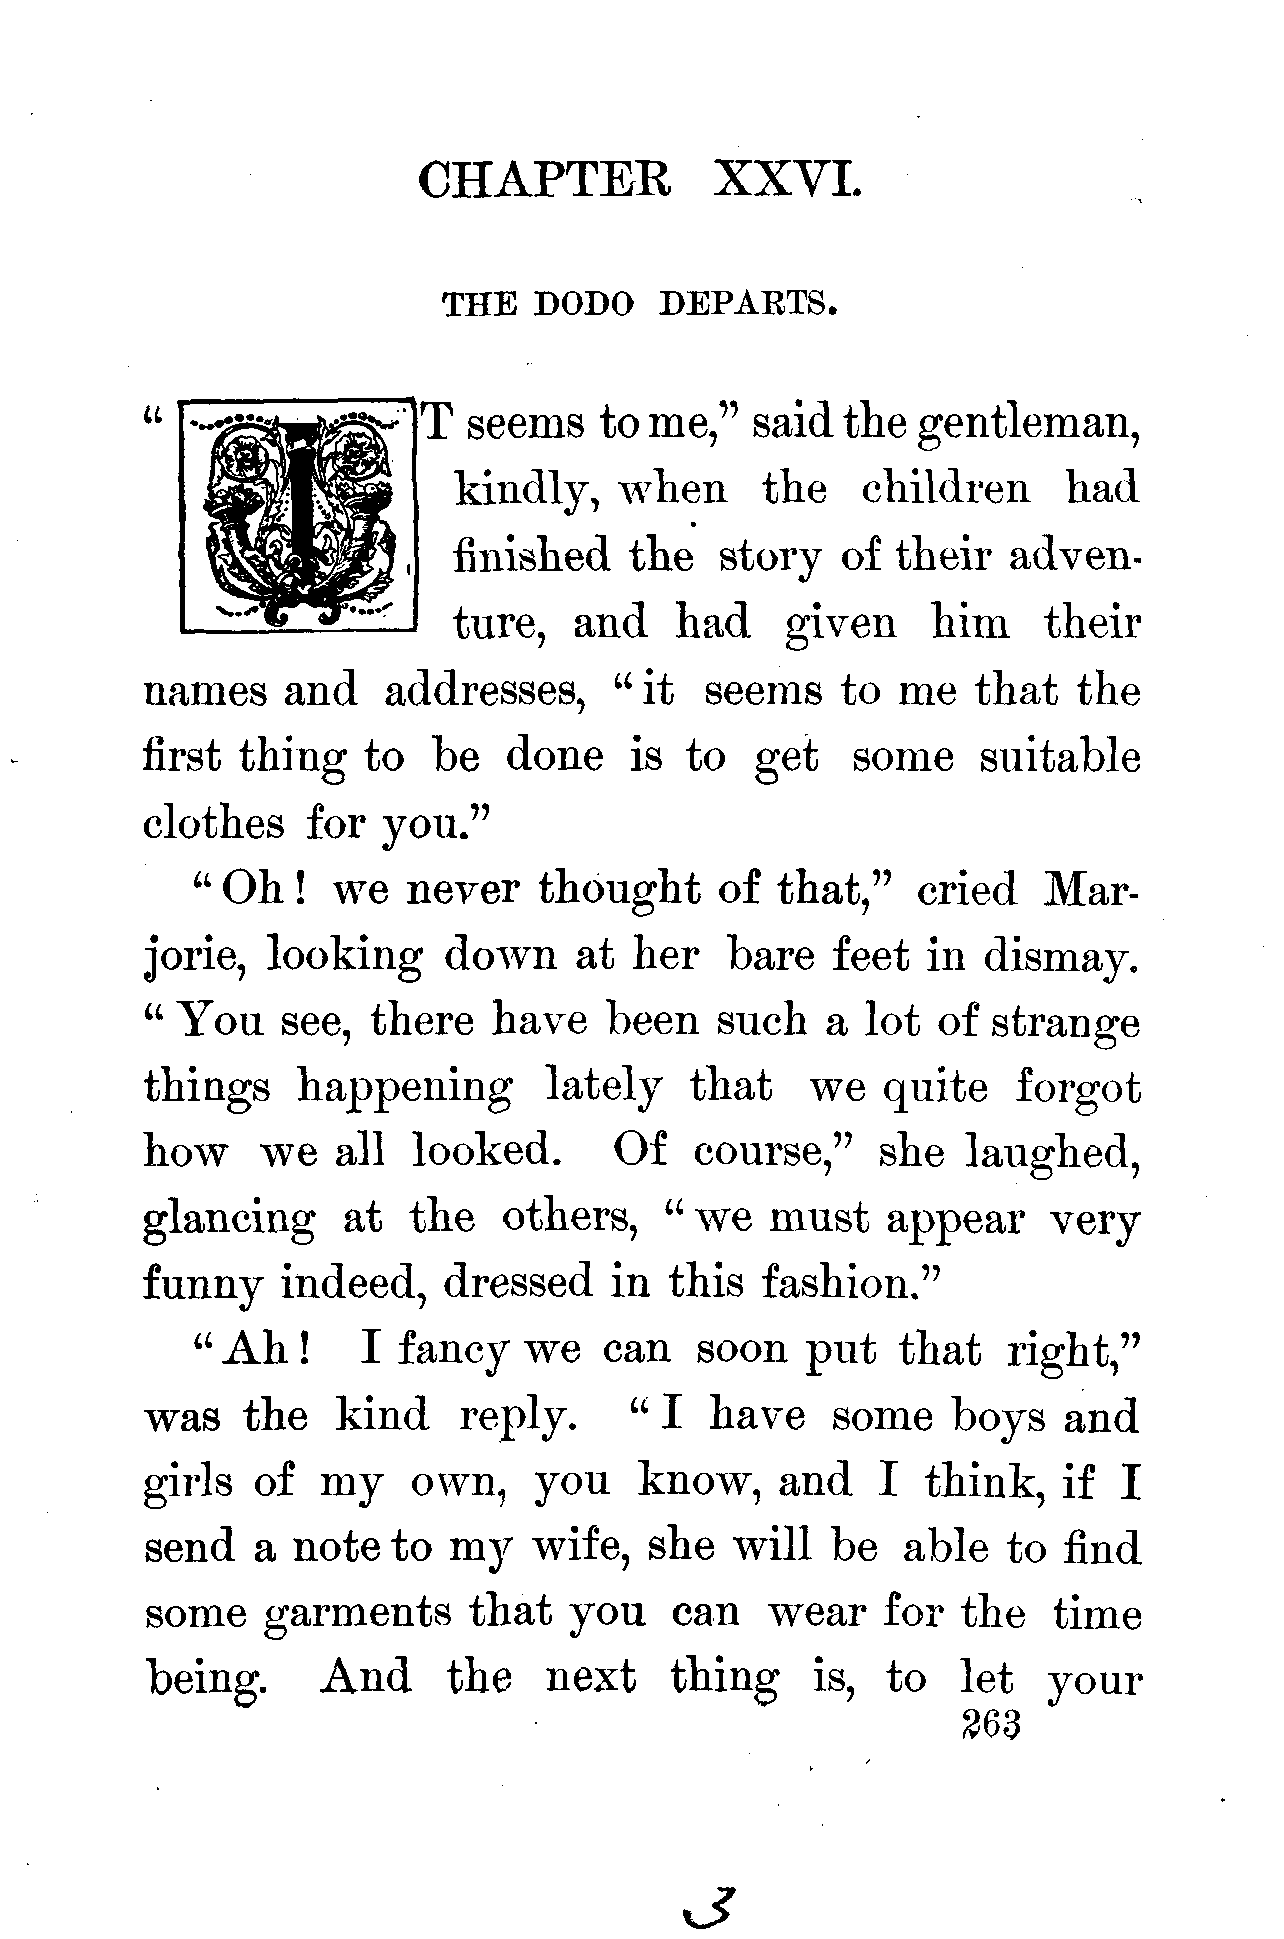 CHAPTER XXVI.
THE DODO DEPARTS.
“IT seems to me,” said the gentleman,
kindly, when the children had
finished the story of their adven-
ture, and had given him their
names and addresses, “it seems to me that the
first thing to be done is to get some suitable
clothes for you.”
“Oh! we never thought of that,” cried Mar-
jorie, looking down at her bare feet in dismay.
“You see, there have been such a lot of strange
things happening lately that we quite forgot
how we all looked. Of course,” she laughed,
glancing at the others, “we must appear very
funny indeed, dressed in this fashion.”
“Ah! I fancy we can soon put that right,”
was the kind reply. “I have some boys and
girls of my own, you know, and I think, if I
send a note to my wife, she will be able to find
some garments that you can wear for the time
being. And the next thing is, to let your
263
3